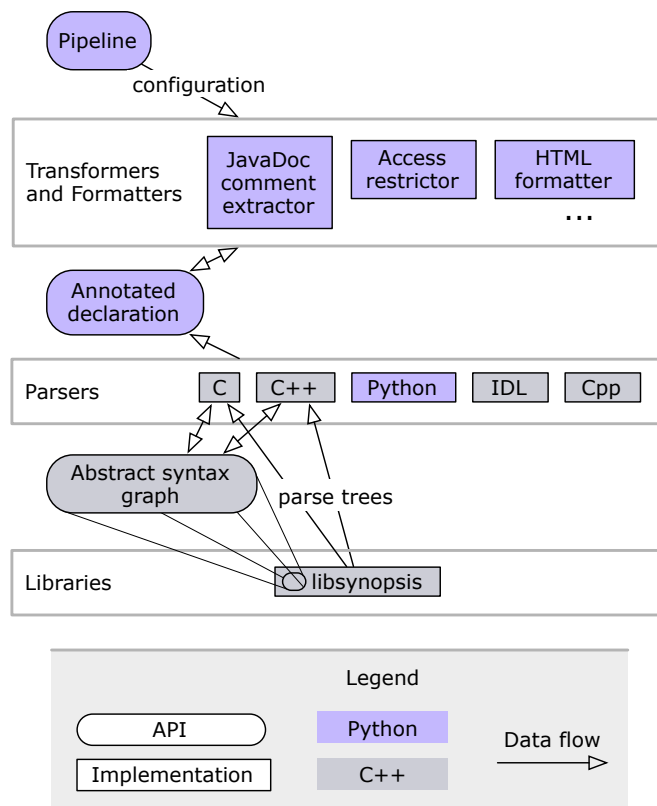 Pipeline
configuration
Transformers
and Formatters
JavaDoc
comment
extractor
Access
restrictor
HTML
formatter
...
Annotated
declaration
Parsers
C
C++
Python
IDL
Cpp
Abstract syntax
graph
parse trees
Libraries
libsynopsis
Legend
API
Python
Data flow
Implementation
C++